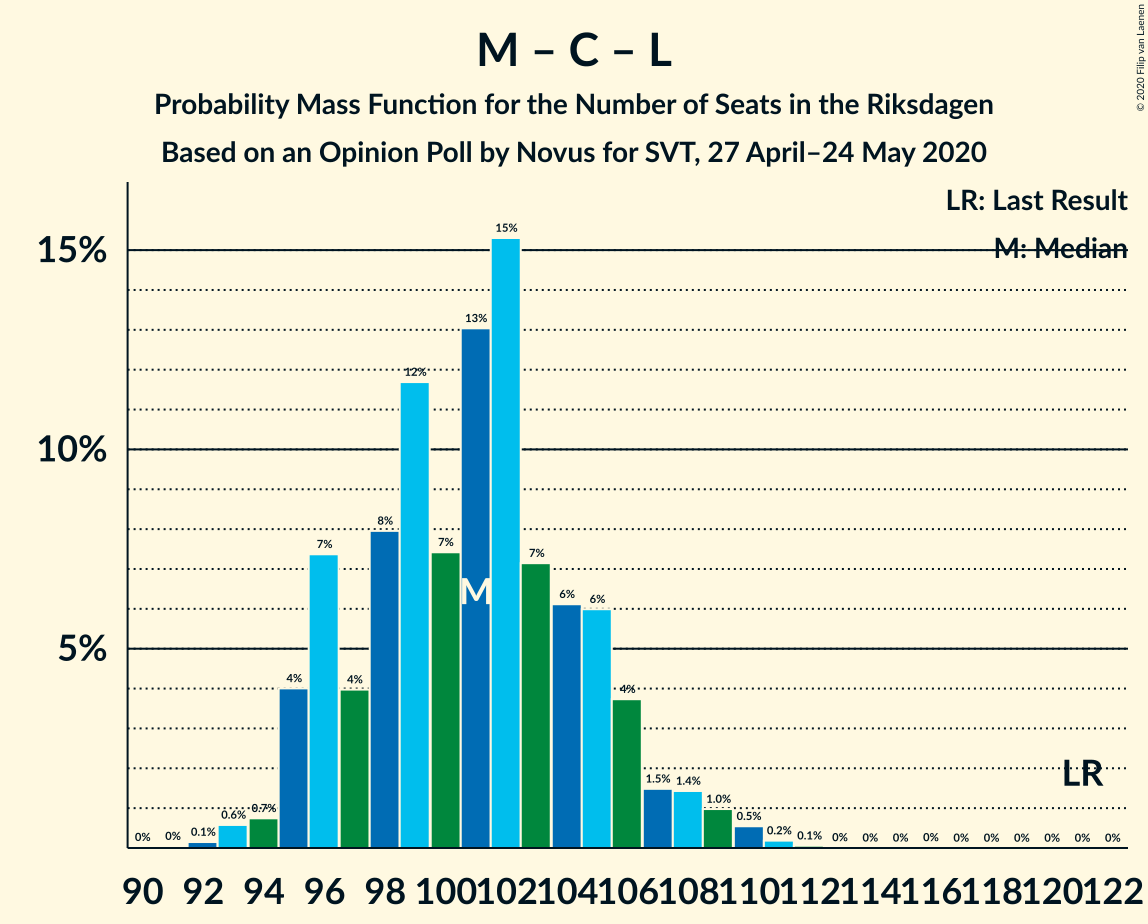 M – C – L
Probability Mass Function for the Number of Seats in the Riksdagen
Based on an Opinion Poll by Novus for SVT, 27 April–24 May 2020
© 2020 Filip van Laenen
LR: Last Result
M: Median
15%
10%
5%
0% 0% 0.1% 0.6% 0.7% 4% 7% 4% 8% 12% 7% 13% 15% 7% 6% 6% 4% 1.5% 1.4% 1.0% 0.5% 0.2% 0.1% 0% 0% 0% 0% 0% 0% 0% 0% 0% 0%
M
LR
90 92 94 96 98 100 102 104 106 108 110 112 114 116 118 120 122